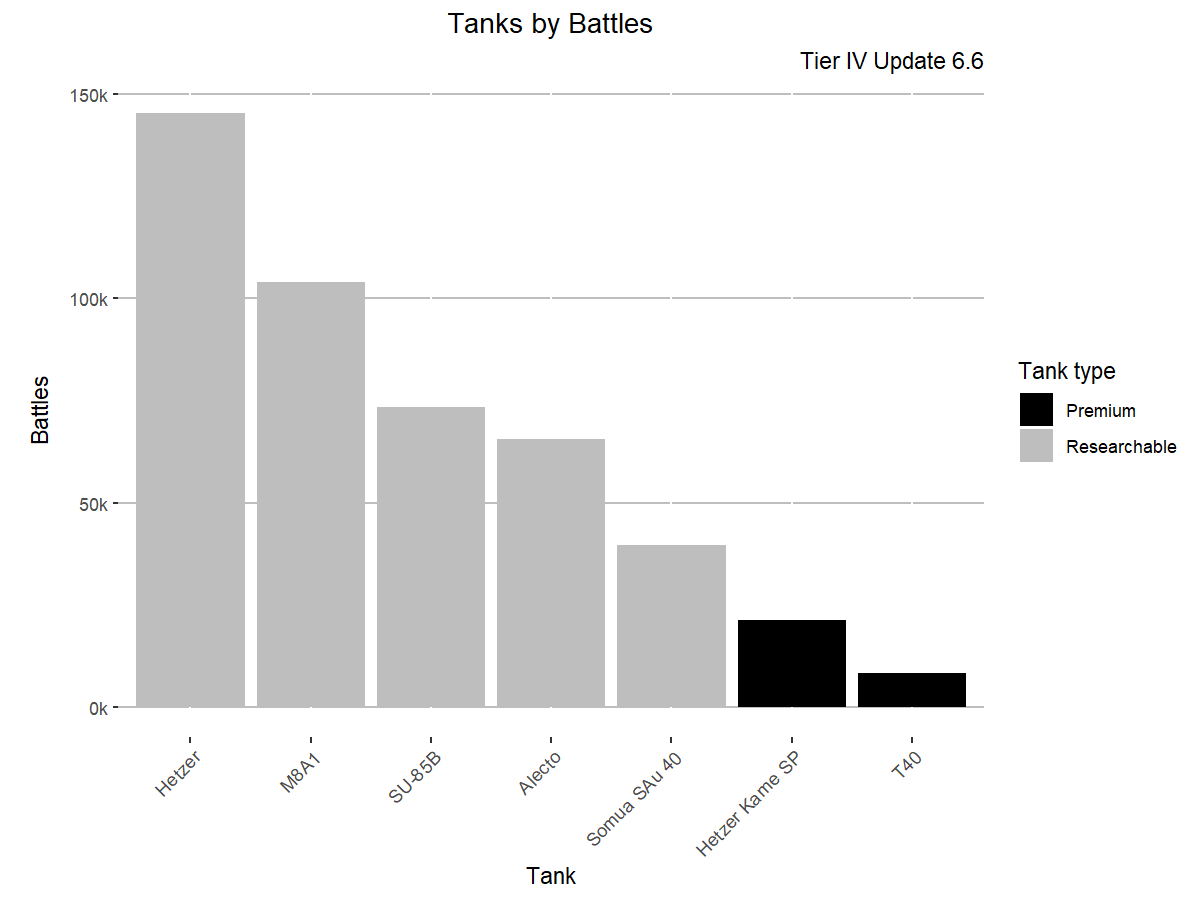 Tanks by Battles
Tier IV Update 6.6
150k
100k
50k
0k
Battles
Hetzer
M8A1
SU-85B
Alecto
Somua SAu 40
Hetzer Kame SP
T40
Tank
Tank type
Premium
Researchable